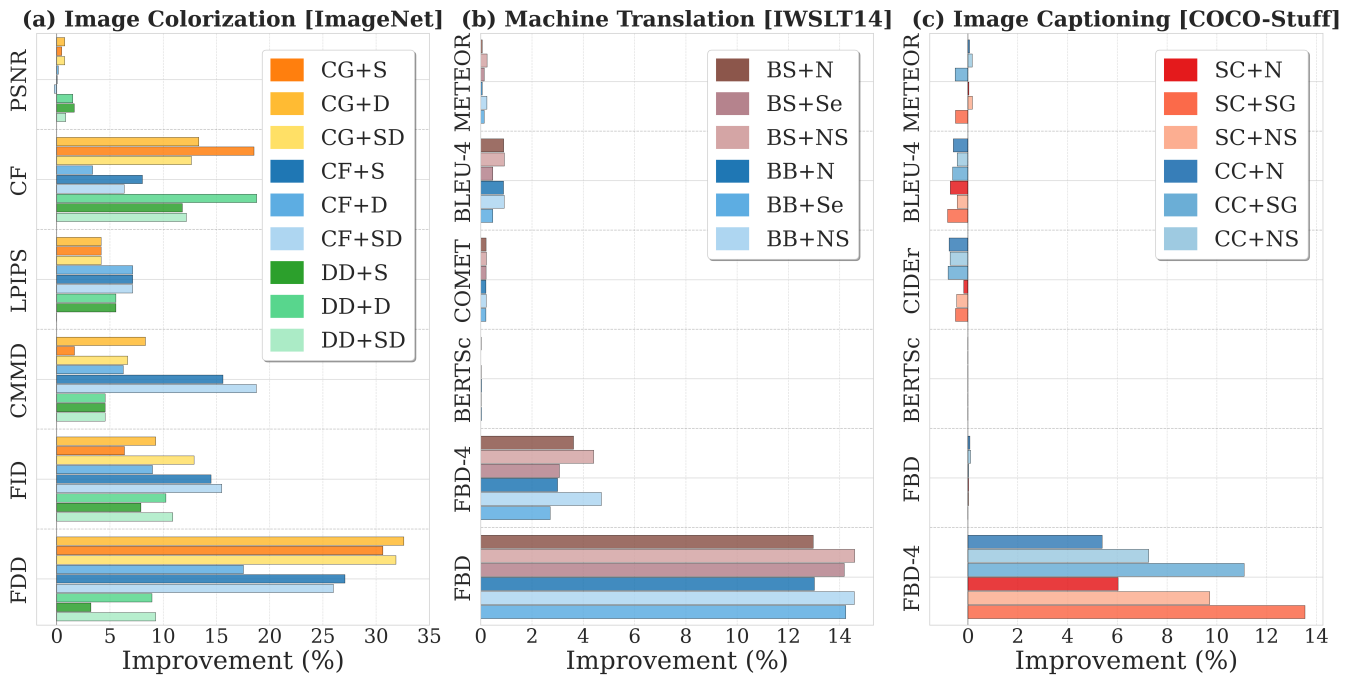 (a) Image Colorization [ImageNet]
PSNR
CF
LPIPS
CMMD
FID
FDD
CG+S
CG+D
CG+SD
CF+S
CF+D
CF+SD
DD+S
DD+D
DD+SD
0 5 10 15 20 25 30 35
Improvement (%)
(b) Machine Translation [IWSLT14]
METEOR
BLEU-4
COMET
BERTSc
FBD-4
FBD
BS+N
BS+Se
BS+NS
BB+N
BB+Se
BB+NS
0 2 4 6 8 10 12 14
Improvement (%)
(c) Image Captioning [COCO-Stuff]
METEOR
BLEU-4
CIDEr
BERTSc
FBD
FBD-4
SC+N
SC+SG
SC+NS
CC+N
CC+SG
CC+NS
0 2 4 6 8 10 12 14
Improvement (%)